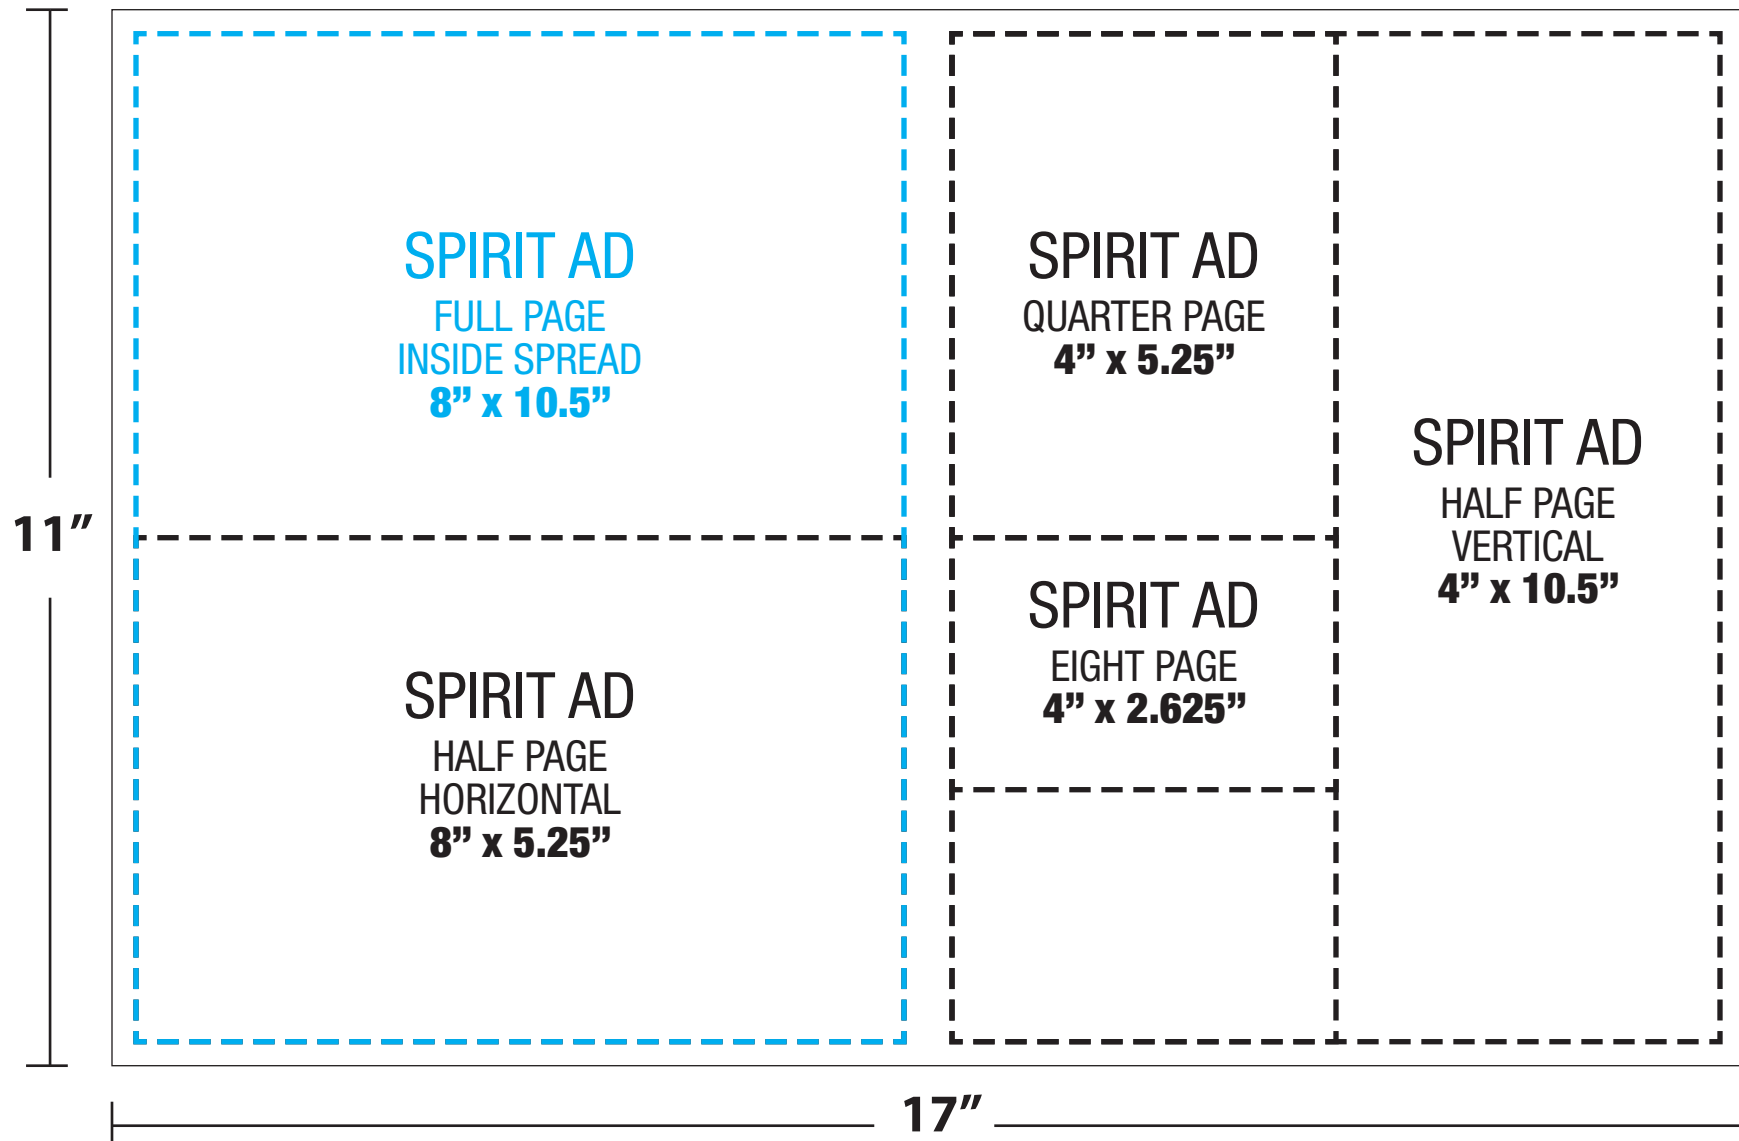 SPIRIT AD
FULL PAGE
INSIDE SPREAD
8” x 10.5”
SPIRIT AD
HALF PAGE
HORIZONTAL
8” x 5.25”
SPIRIT AD
QUARTER PAGE
4” x 5.25”
SPIRIT AD
EIGHT PAGE
4” x 2.625”
SPIRIT AD
HALF PAGE
VERTICAL
4” x 10.5”
11”
17”